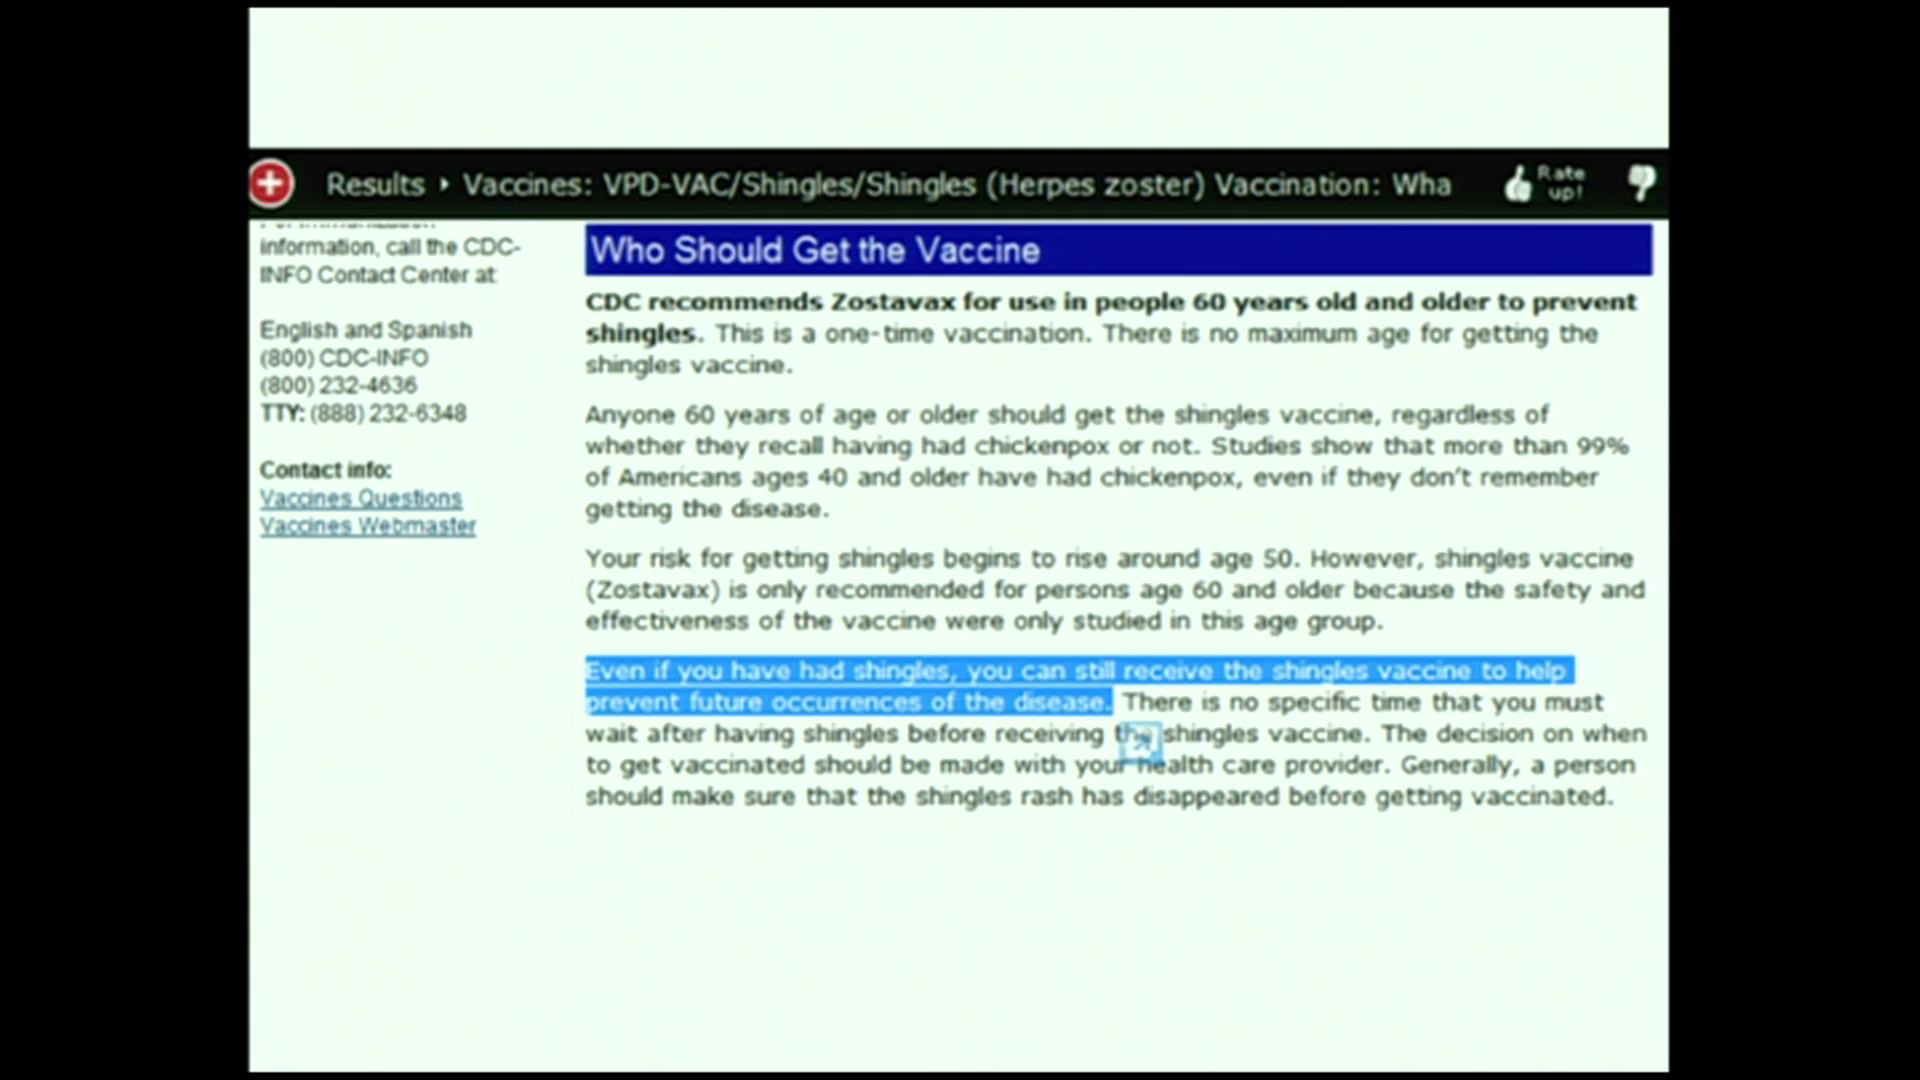 Results ▸ Vaccines: VPD-VAC/Shingles/Shingles (Herpes zoster) Vaccination: Wha
Rate
up!
information, call the CDC-
INFO Contact Center at:
English and Spanish
(800) CDC-INFO
(800) 232-4636
TTY: (888) 232-6348
Contact info:
Vaccines Questions
Vaccines Webmaster
Who Should Get the Vaccine
CDC recommends Zostavax for use in people 60 years old and older to prevent
shingles. This is a one-time vaccination. There is no maximum age for getting the
shingles vaccine.
Anyone 60 years of age or older should get the shingles vaccine, regardless of
whether they recall having had chickenpox or not. Studies show that more than 99%
of Americans ages 40 and older have had chickenpox, even if they don't remember
getting the disease.
Your risk for getting shingles begins to rise around age 50. However, shingles vaccine
(Zostavax) is only recommended for persons age 60 and older because the safety and
effectiveness of the vaccine were only studied in this age group.
Even if you have had shingles, you can still receive the shingles vaccine to help
prevent future occurrences of the disease. There is no specific time that you must
wait after having shingles before receiving the shingles vaccine. The decision on when
to get vaccinated should be made with your health care provider. Generally, a person
should make sure that the shingles rash has disappeared before getting vaccinated.